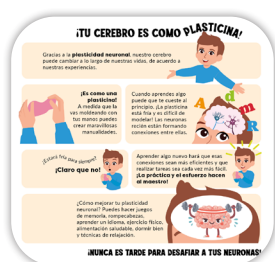 ¡TU CEREBRO ES COMO PLASTICINA!
Gracias a la plasticidad neuronal, nuestro cerebro
puede cambiar a lo largo de nuestras vidas, de acuerdo a
nuestras experiencias.
¡Es como una
plasticina!
A medida que la
vas moldeando con
tus manos puedes
crear maravillosas
manualidades.
Cuando aprendes algo
puede que te cueste al
principio. ¡La plasticina
está fría y es difícil de
modelar! Las neuronas
recién están formando
conexiones entre ellas.
A
d
m
R
¿Estará fría para siempre?
¡Claro que no!
Aprender algo nuevo hará que esas
conexiones sean más eficientes y que
realizar tareas sea cada vez más fácil.
¡La práctica y el esfuerzo hacen
al maestro!
¿Cómo mejorar tu plasticidad
neuronal? Puedes hacer juegos
de memoria, rompecabezas,
aprender un idioma, ejercicio físico,
alimentación saludable, dormir bien
y técnicas de relajación.
¡NUNCA ES TARDE PARA DESAFIAR A TUS NEURONAS!